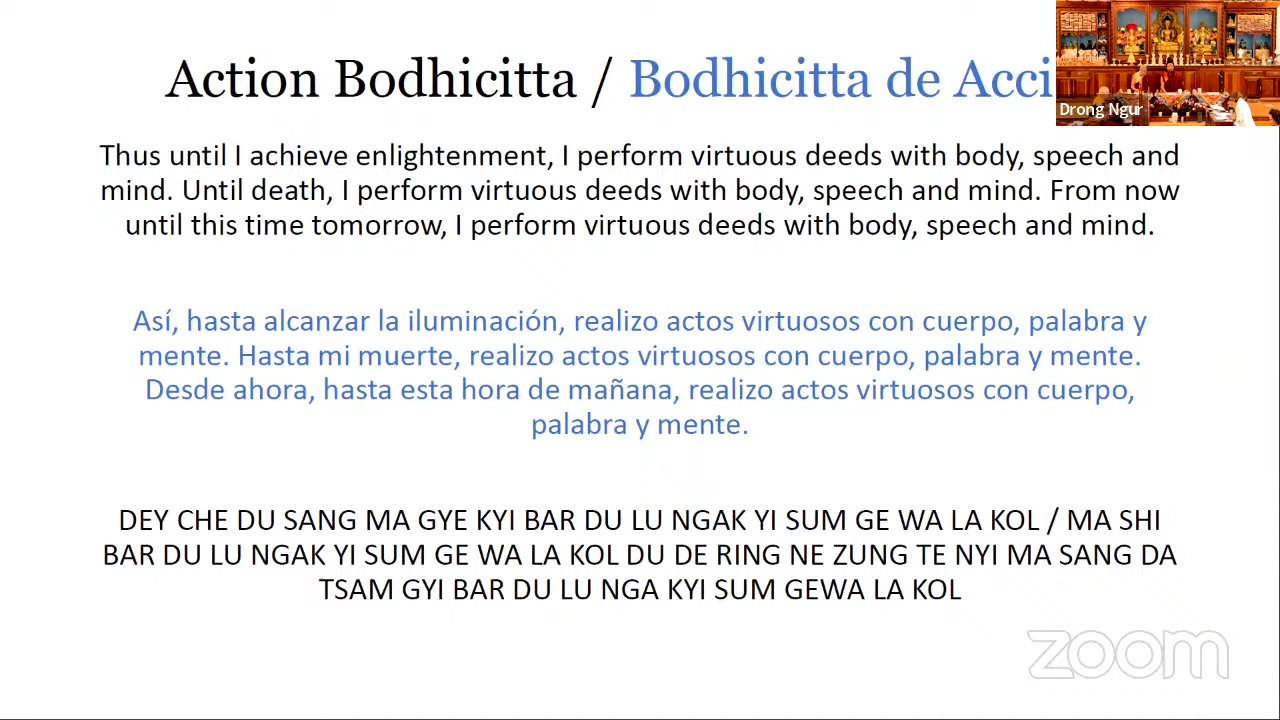 Action Bodhicitta / Bodhicitta de Acci
Drong Ngur
Thus until I achieve enlightenment, I perform virtuous deeds with body, speech and
mind. Until death, I perform virtuous deeds with body, speech and mind. From now
until this time tomorrow, I perform virtuous deeds with body, speech and mind.
Así, hasta alcanzar la iluminación, realizo actos virtuosos con cuerpo, palabra y
mente. Hasta mi muerte, realizo actos virtuosos con cuerpo, palabra y mente.
Desde ahora, hasta esta hora de mañana, realizo actos virtuosos con cuerpo,
palabra y mente.
DEY CHE DU SANG MA GYE KYI BAR DU LU NGAK YI SUM GE WA LA KOL / MA SHI
BAR DU LU NGAK YI SUM GE WA LA KOL DU DE RING NE ZUNG TE NYI MA SANG DA
TSAM GYI BAR DU LU NGA KYI SUM GEWA LA KOL
zoom